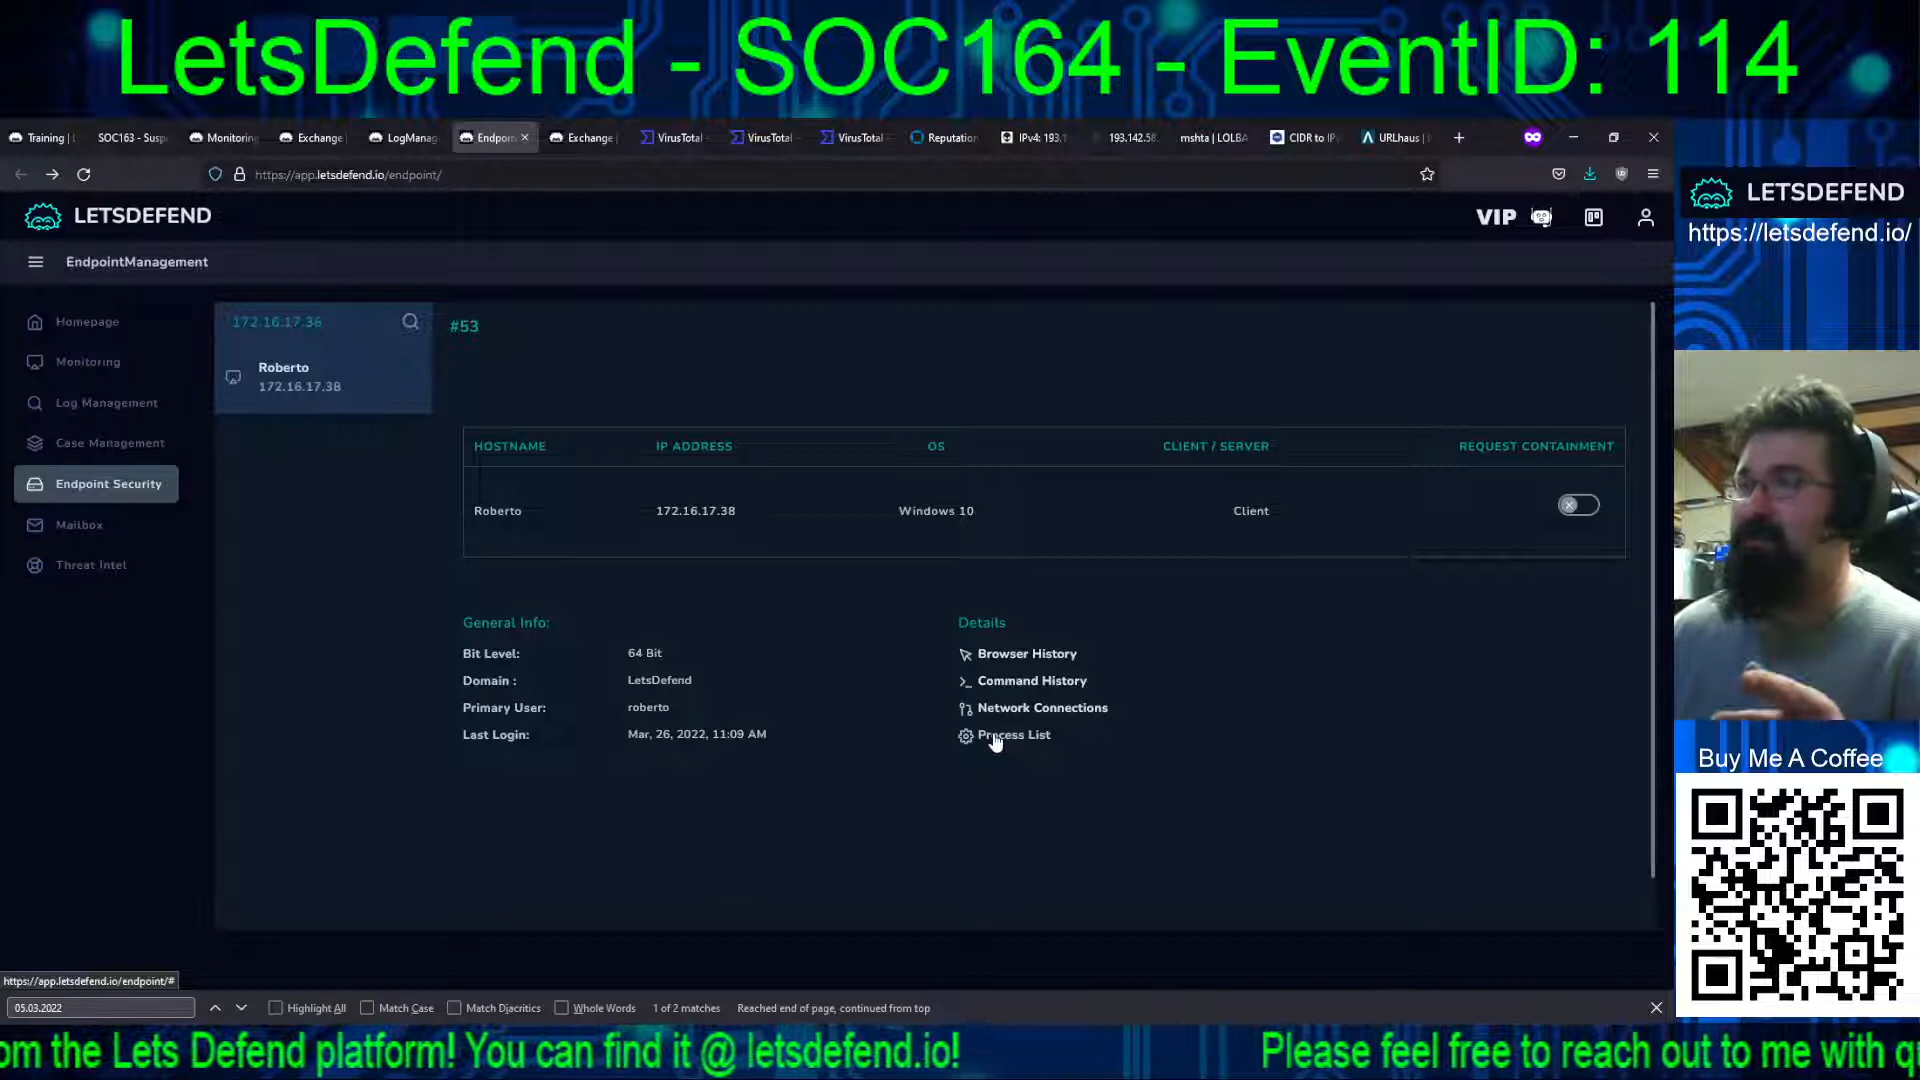 LetsDefend - SOC164 - EventID: 114
Training |
SOC163 - Susp
Monitoring
Exchange
LogManag
Endpoin
Exchange
VirusTotal
VirusTotal
VirusTotal
Reputation
IPv4: 193.1
193.142.58.
mshta | LOLBA
CIDR to IP
URLhaus |
https://app.letsdefend.io/endpoint/
LETSDEFEND
VIP
EndpointManagement
Homepage
Monitoring
Log Management
Case Management
Endpoint Security
Mailbox
Threat Intel
172.16.17.38
Roberto
172.16.17.38
#53
HOSTNAME IP ADDRESS OS CLIENT / SERVER REQUEST CONTAINMENT
Roberto 172.16.17.38 Windows 10 Client
General Info:
Bit Level: 64 Bit
Domain : LetsDefend
Primary User: roberto
Last Login: Mar, 26, 2022, 11:09 AM
Details
Browser History
Command History
Network Connections
Process List
https://app.letsdefend.io/endpoint/#
05.03.2022
Highlight All Match Case Match Diacritics Whole Words 1 of 2 matches Reached end of page, continued from top
LETSDEFEND
https://letsdefend.io/
Buy Me A Coffee
om the Lets Defend platform! You can find it @ letsdefend.io!
Please feel free to reach out to me with qu